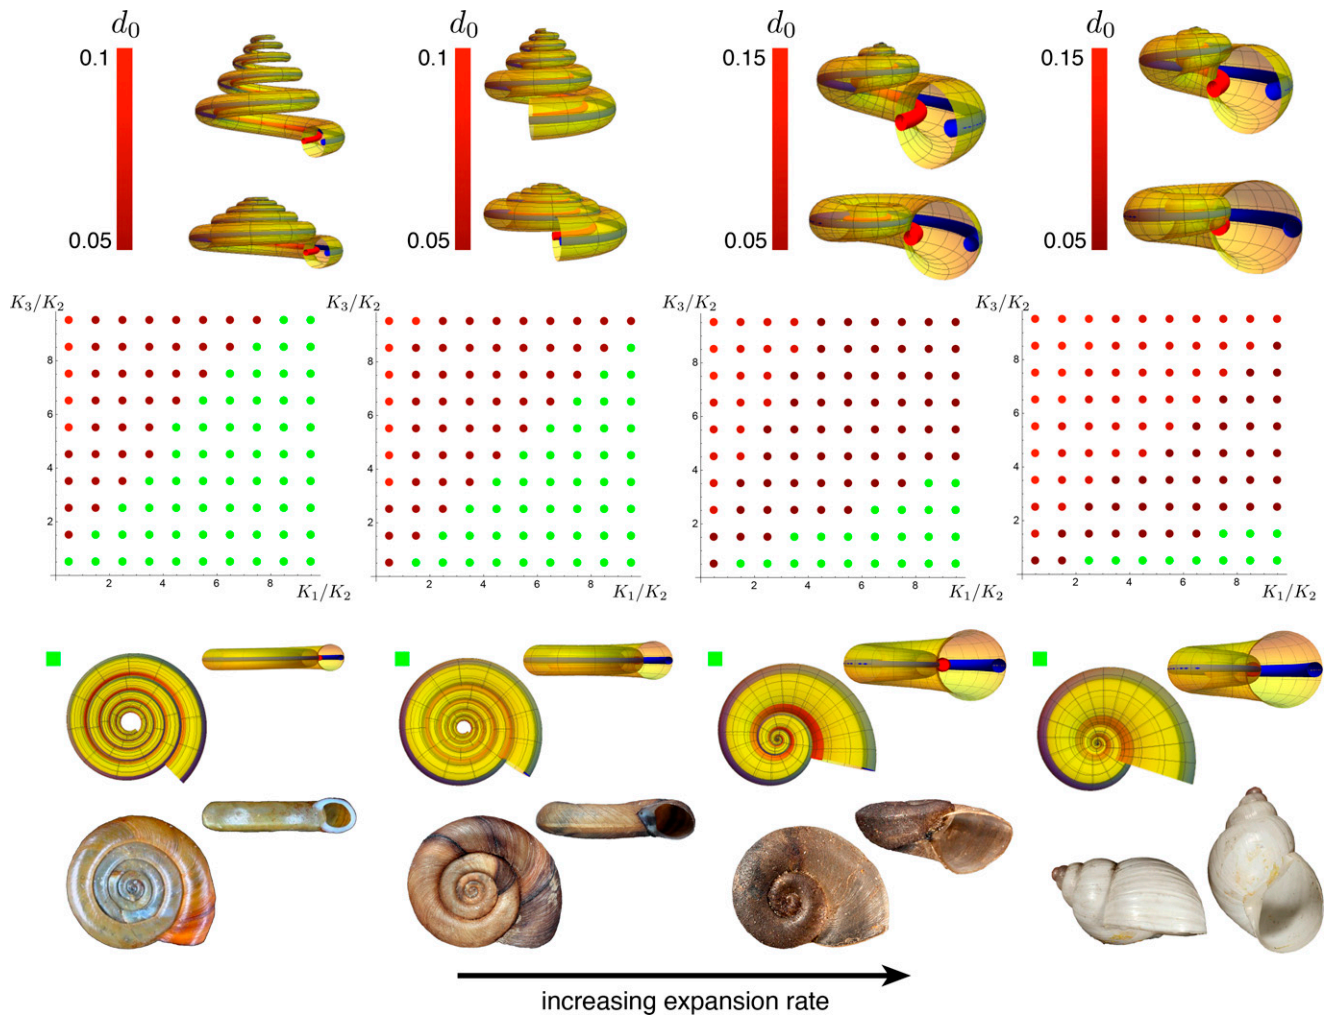 d₀ d₀ d₀ d₀
0.1 0.1 0.15 0.15
0.05 0.05 0.05 0.05
K₃/K₂ K₃/K₂ K₃/K₂ K₃/K₂
8 8 8 8
6 6 6 6
4 4 4 4
2 2 2 2
2 4 6 8 2 4 6 8 2 4 6 8 2 4 6 8
K₁/K₂ K₁/K₂ K₁/K₂ K₁/K₂
increasing expansion rate